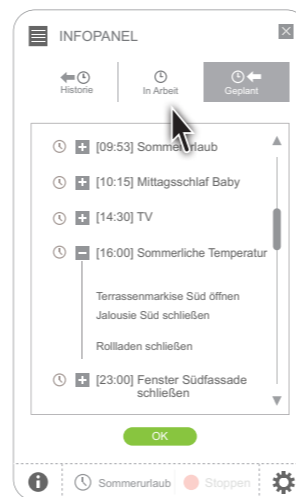 INFOPANEL
Historie
In Arbeit
Geplant
[09:53] Sommerurlaub
[10:15] Mittagsschlaf Baby
[14:30] TV
[16:00] Sommerliche Temperatur
Terrassenmarkise Süd öffnen
Jalousie Süd schließen
Rollladen schließen
[23:00] Fenster Südfassade
schließen
OK
Sommerurlaub Stoppen